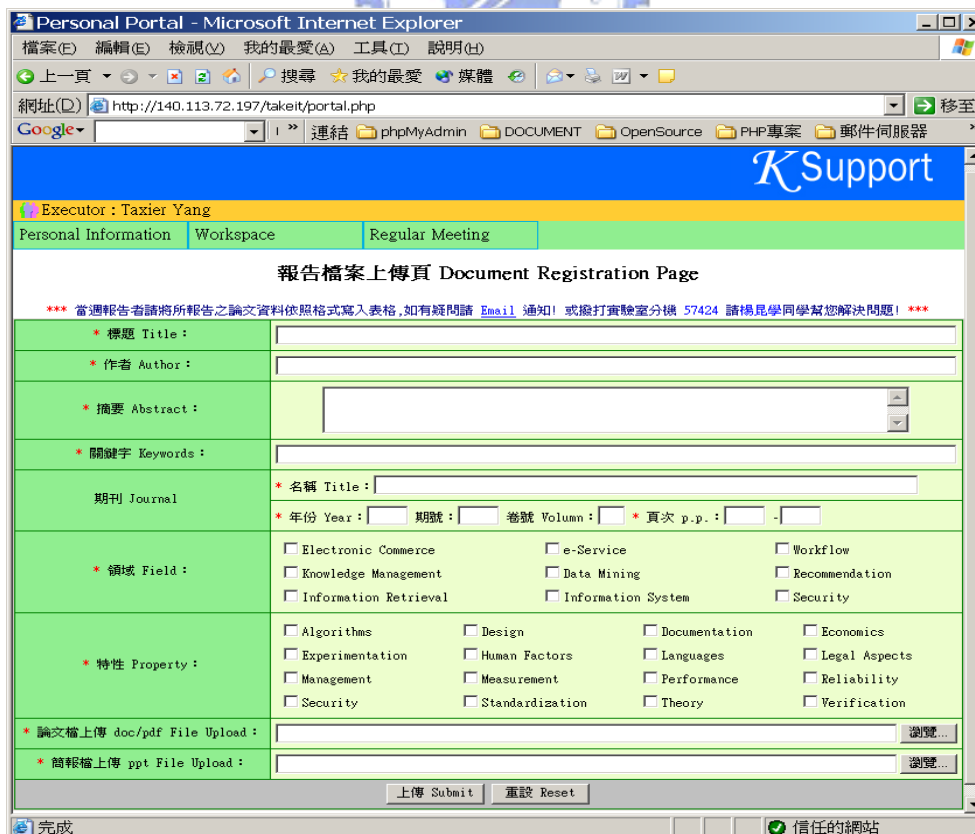 Personal Portal - Microsoft Internet Explorer
檔案(F) 編輯(E) 檢視(V) 我的最愛(A) 工具(T) 說明(H)
上一頁 搜尋 我的最愛 媒體
網址(D) http://140.113.72.197/takeit/portal.php 移至
Google 連結 phpMyAdmin DOCUMENT OpenSource PHP專案 郵件伺服器
K Support
Executor : Taxier Yang
Personal Information Workspace Regular Meeting
報告檔案上傳頁 Document Registration Page
*** 當週報告者請將所報告之論文資料依照格式寫入表格,如有疑問請 Email 通知! 或撥打實驗室分機 57424 請楊昆學同學幫您解決問題! ***
* 標題 Title：
* 作者 Author：
* 摘要 Abstract：
* 關鍵字 Keywords：
期刊 Journal
* 名稱 Title：
* 年份 Year： 期號： 卷號 Volumn： * 頁次 p.p.： -
* 領域 Field：
Electronic Commerce e-Service Workflow
Knowledge Management Data Mining Recommendation
Information Retrieval Information System Security
* 特性 Property：
Algorithms Design Documentation Economics
Experimentation Human Factors Languages Legal Aspects
Management Measurement Performance Reliability
Security Standardization Theory Verification
* 論文檔上傳 doc/pdf File Upload： 瀏覽...
* 簡報檔上傳 ppt File Upload： 瀏覽...
上傳 Submit 重設 Reset
完成 信任的網站